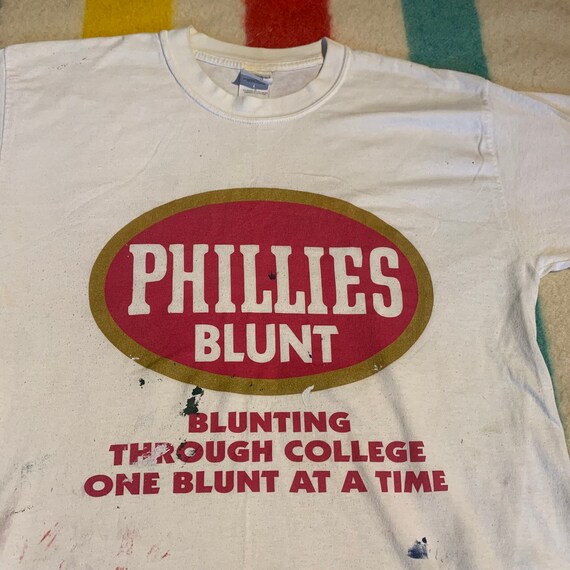 PHILLIES
BLUNT
BLUNTING
THROUGH COLLEGE
ONE BLUNT AT A TIME